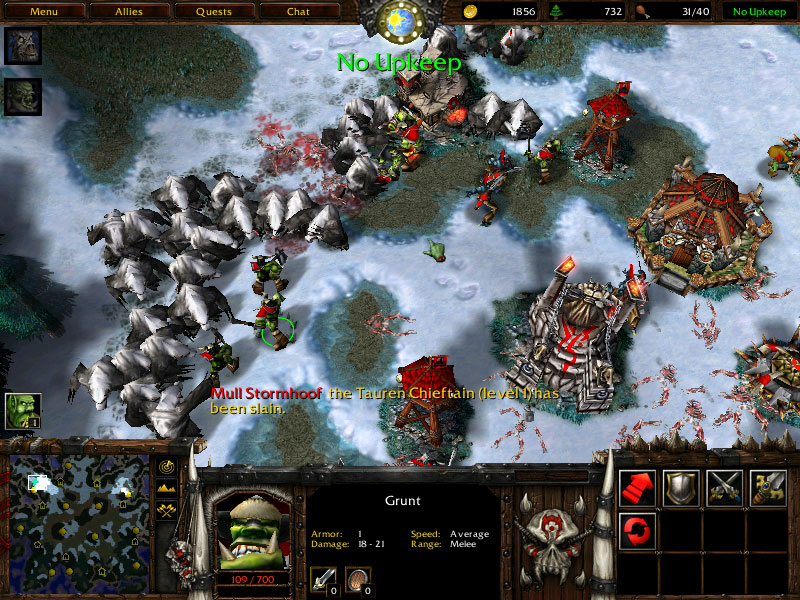 Menu
Allies
Quests
Chat
1856
732
31/40
No Upkeep
No Upkeep
Mull Stormhoof the Tauren Chieftain (level 1) has
been slain.
1
Grunt
Armor: 1
Damage: 18 - 21
Speed: Average
Range: Melee
109 / 700
0
0